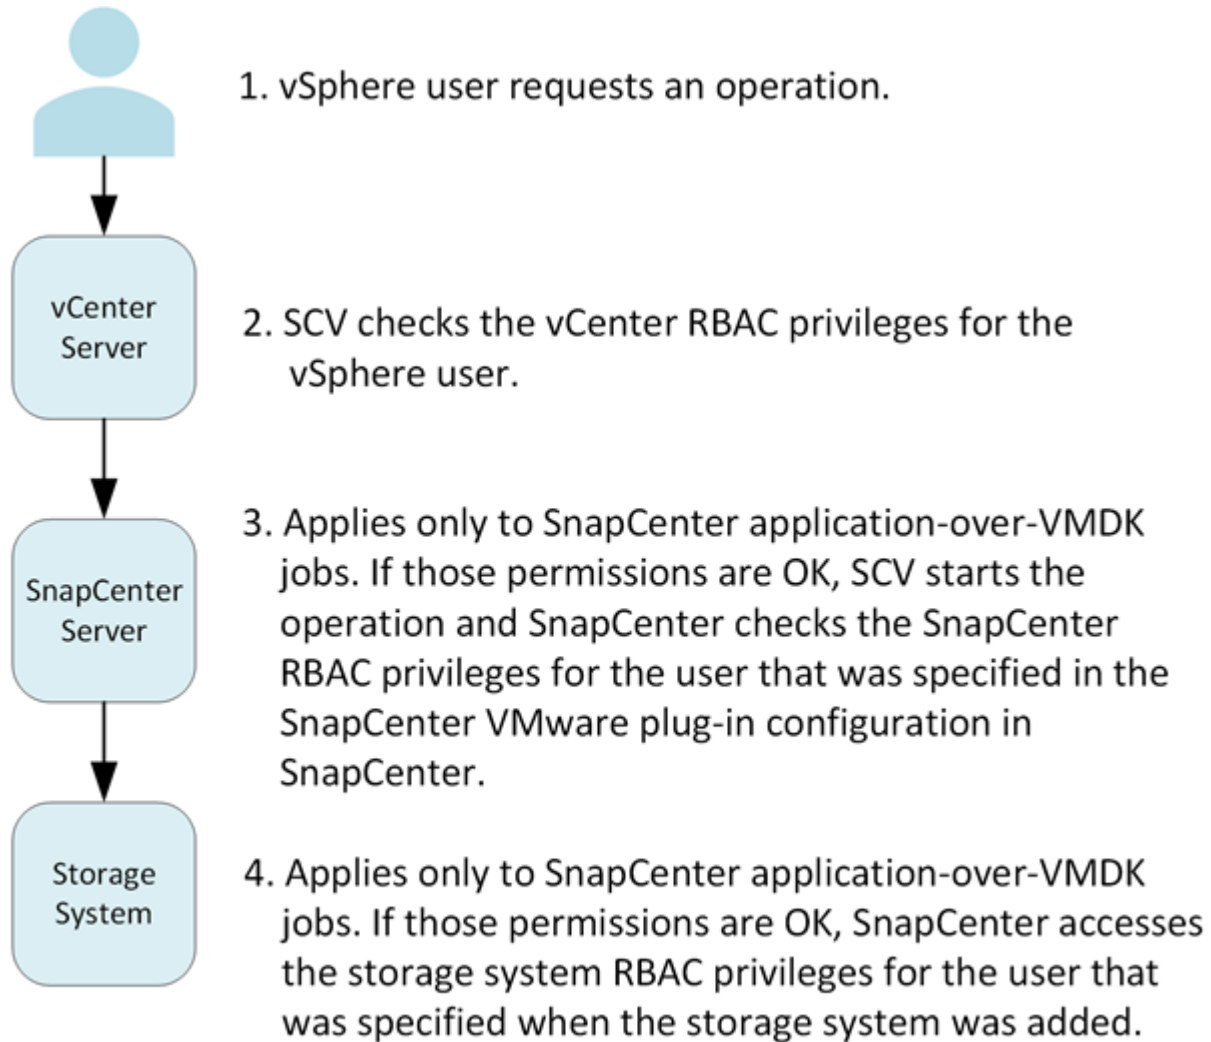 1. vSphere user requests an operation.
vCenter
Server
2. SCV checks the vCenter RBAC privileges for the
vSphere user.
SnapCenter
Server
3. Applies only to SnapCenter application-over-VMDK
jobs. If those permissions are OK, SCV starts the
operation and SnapCenter checks the SnapCenter
RBAC privileges for the user that was specified in the
SnapCenter VMware plug-in configuration in
SnapCenter.
Storage
System
4. Applies only to SnapCenter application-over-VMDK
jobs. If those permissions are OK, SnapCenter accesses
the storage system RBAC privileges for the user that
was specified when the storage system was added.